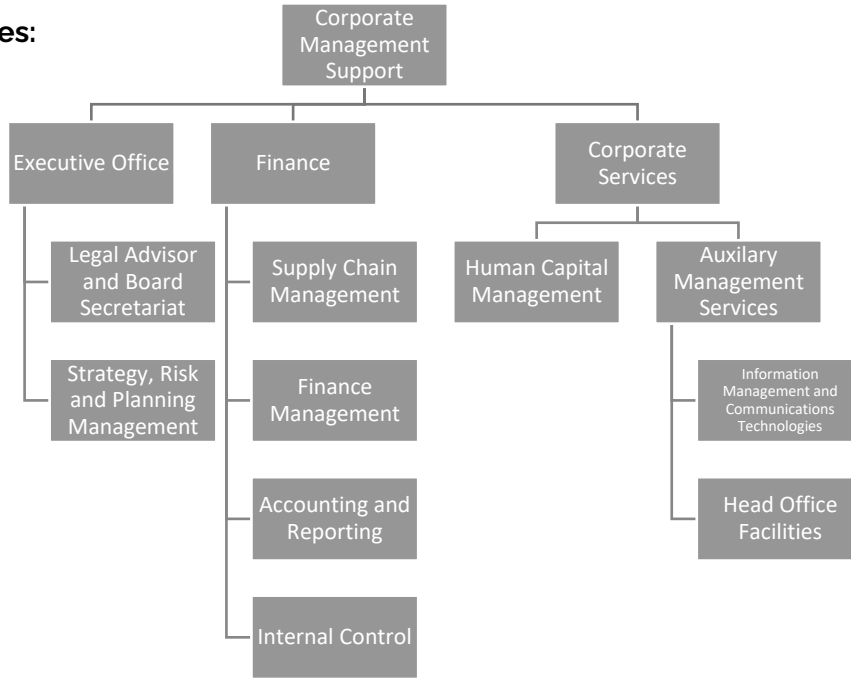 es:
Corporate
Management
Support
Executive Office
Finance
Corporate
Services
Legal Advisor
and Board
Secretariat
Supply Chain
Management
Human Capital
Management
Auxilary
Management
Services
Strategy, Risk
and Planning
Management
Finance
Management
Information
Management and
Communications
Technologies
Accounting and
Reporting
Head Office
Facilities
Internal Control